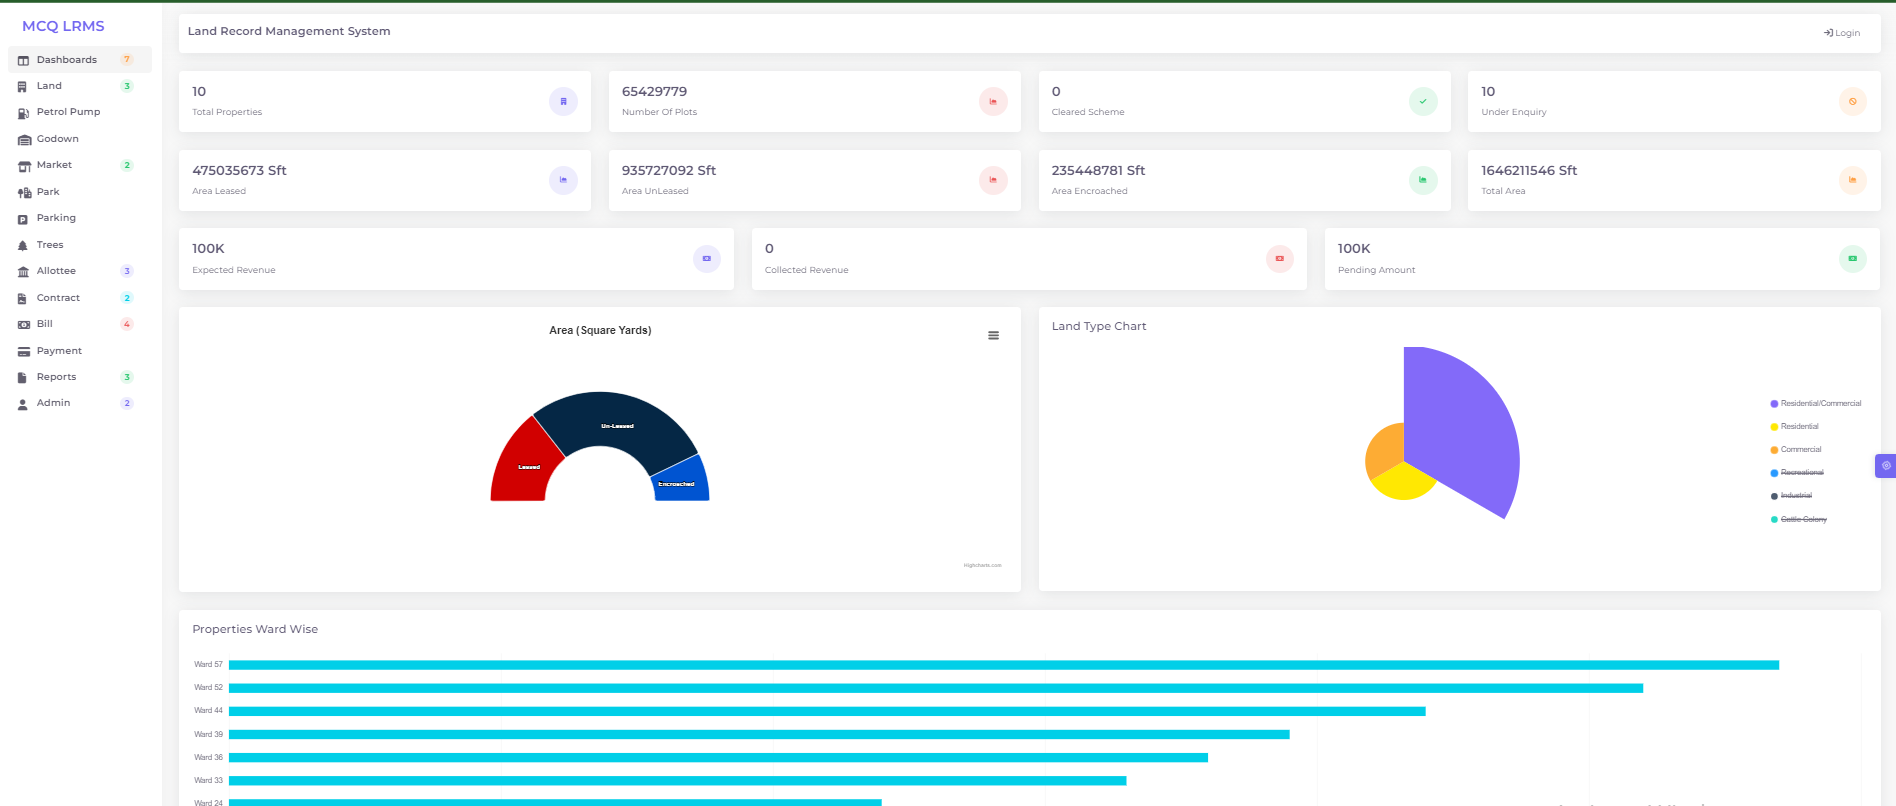 MCQ LRMS
Dashboards 7
Land 3
Petrol Pump
Godown
Market 2
Park
Parking
Trees
Allottee 3
Contract 2
Bill 4
Payment
Reports 3
Admin 2
Land Record Management System
Login
10
Total Properties
65429779
Number Of Plots
0
Cleared Scheme
10
Under Enquiry
475035673 Sft
Area Leased
935727092 Sft
Area UnLeased
235448781 Sft
Area Encroached
1646211546 Sft
Total Area
100K
Expected Revenue
0
Collected Revenue
100K
Pending Amount
Area (Square Yards)
Leased
Un-Leased
Encroached
Highcharts.com
Land Type Chart
Residential/Commercial
Residential
Commercial
Recreational
Industrial
Cattle Colony
Properties Ward Wise
Ward 57
Ward 52
Ward 44
Ward 39
Ward 36
Ward 33
Ward 24